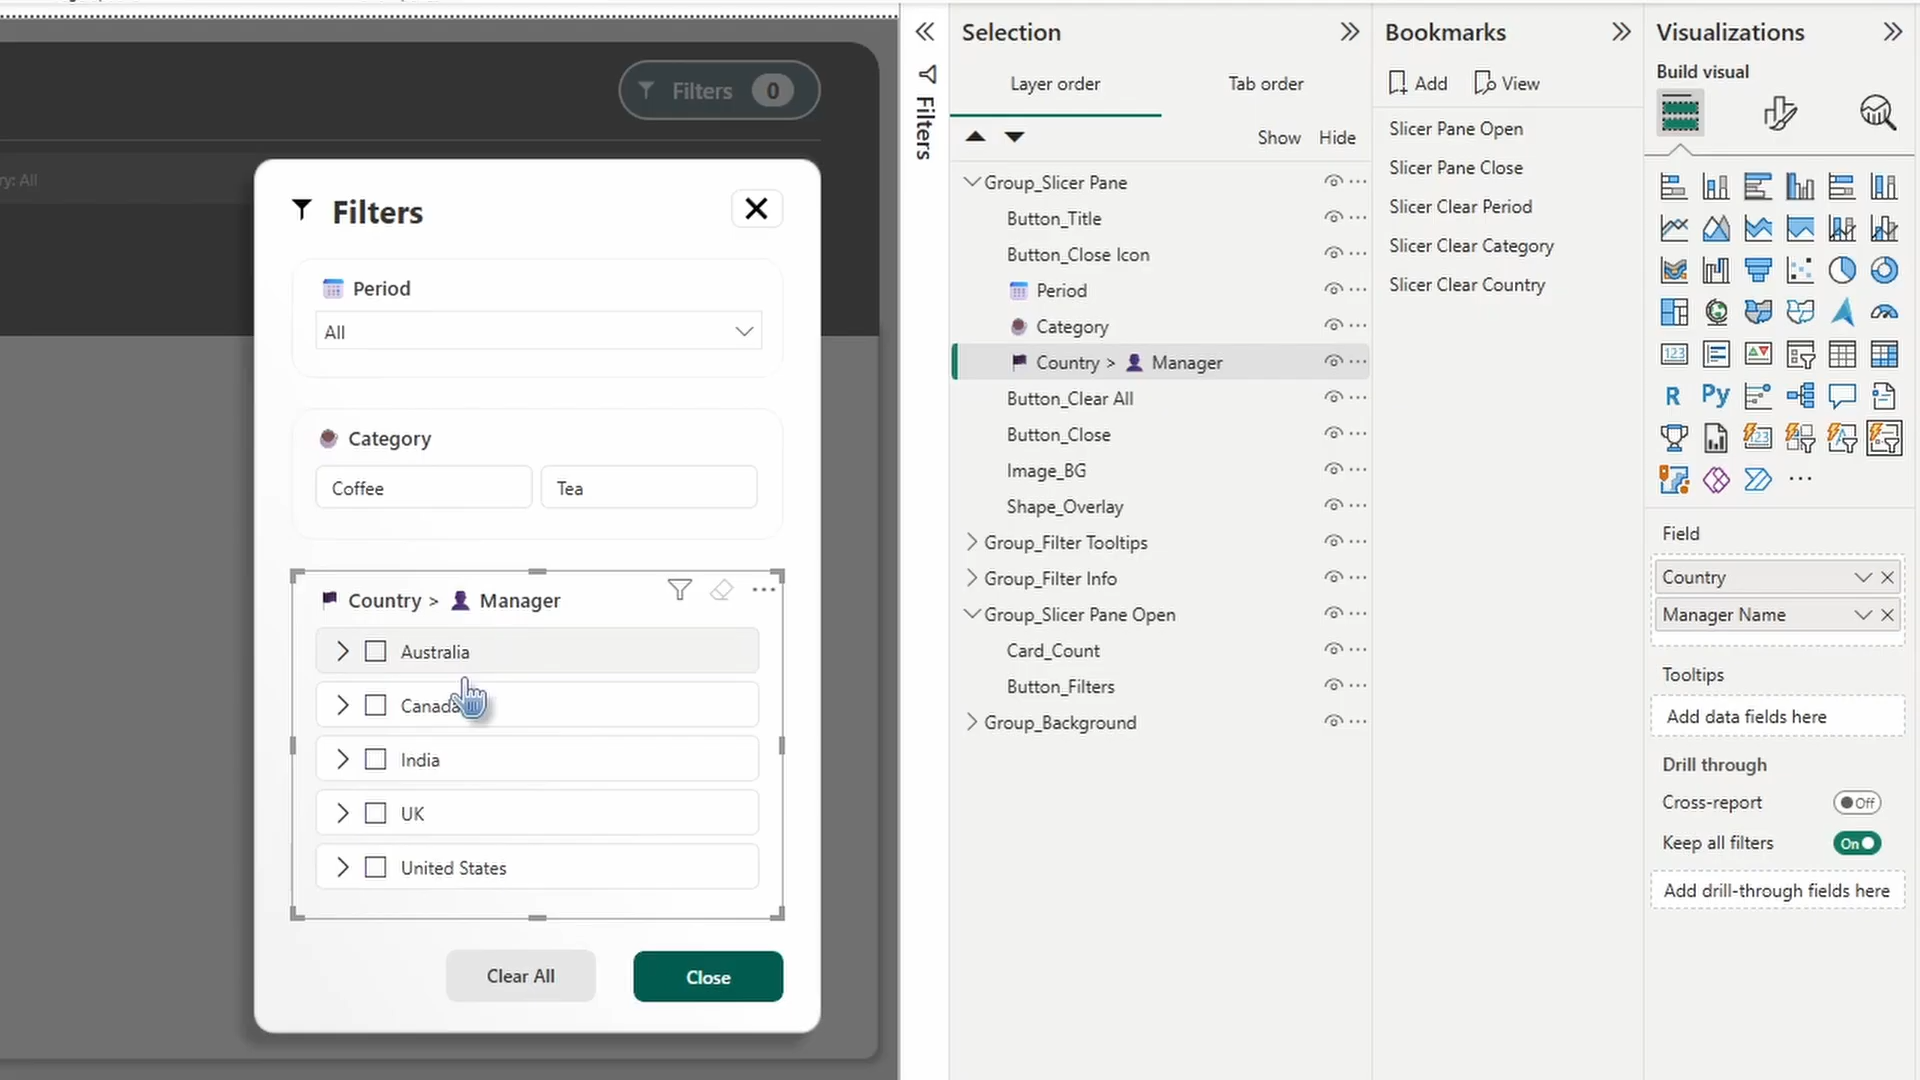 Filters 0
ry: All
Filters
Period
All
Category
Coffee
Tea
Country > Manager
Australia
Canada
India
UK
United States
Clear All
Close
Filters
Selection
Layer order
Tab order
Show
Hide
Group_Slicer Pane
Button_Title
Button_Close Icon
Period
Category
Country > Manager
Button_Clear All
Button_Close
Image_BG
Shape_Overlay
Group_Filter Tooltips
Group_Filter Info
Group_Slicer Pane Open
Card_Count
Button_Filters
Group_Background
Bookmarks
Add
View
Slicer Pane Open
Slicer Pane Close
Slicer Clear Period
Slicer Clear Category
Slicer Clear Country
Visualizations
Build visual
123
R
Py
123
Field
Country
Manager Name
Tooltips
Add data fields here
Drill through
Cross-report
Off
Keep all filters
On
Add drill-through fields here